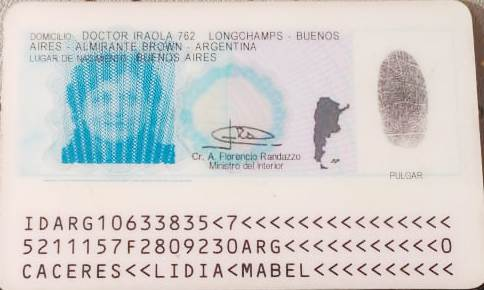 DOMICILIO: DOCTOR IRAOLA 762 LONGCHAMPS - BUENOS
AIRES - ALMIRANTE BROWN - ARGENTINA
LUGAR DE NACIMIENTO: BUENOS AIRES
Cr. A. Florencio Randazzo
Ministro del Interior
PULGAR
IDARG10633835<7<<<<<<<<<<<<<<<
5211157F2809230ARG<<<<<<<<<<<0
CACERES<<LIDIA<MABEL<<<<<<<<<<